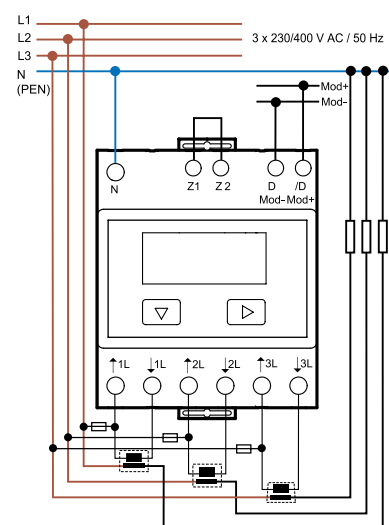 L1
L2
3 x 230/400 V AC / 50 Hz
L3
N
(PEN)
Mod+
Mod-
N
Z1
Z2
D
/D
Mod-
Mod+
↑1L
↓1L
↑2L
↓2L
↑3L
↓3L